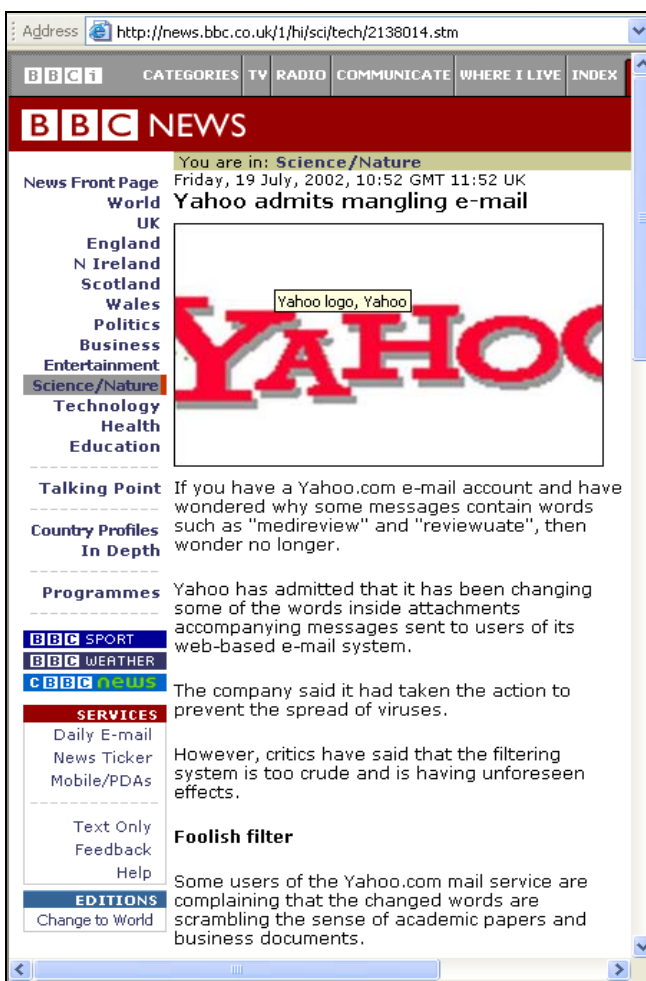 Address http://news.bbc.co.uk/1/hi/sci/tech/2138014.stm
BBCi CATEGORIES TV RADIO COMMUNICATE WHERE I LIVE INDEX
BBC NEWS
You are in: Science/Nature
News Front Page
World
UK
England
N Ireland
Scotland
Wales
Politics
Business
Entertainment
Science/Nature
Technology
Health
Education
Talking Point
Country Profiles
In Depth
Programmes
BBC SPORT
BBC WEATHER
CBBC news
SERVICES
Daily E-mail
News Ticker
Mobile/PDAs
Text Only
Feedback
Help
EDITIONS
Change to World
Friday, 19 July, 2002, 10:52 GMT 11:52 UK
Yahoo admits mangling e-mail
YAHOO
Yahoo logo, Yahoo
If you have a Yahoo.com e-mail account and have
wondered why some messages contain words
such as "medireview" and "reviewuate", then
wonder no longer.
Yahoo has admitted that it has been changing
some of the words inside attachments
accompanying messages sent to users of its
web-based e-mail system.
The company said it had taken the action to
prevent the spread of viruses.
However, critics have said that the filtering
system is too crude and is having unforeseen
effects.
Foolish filter
Some users of the Yahoo.com mail service are
complaining that the changed words are
scrambling the sense of academic papers and
business documents.